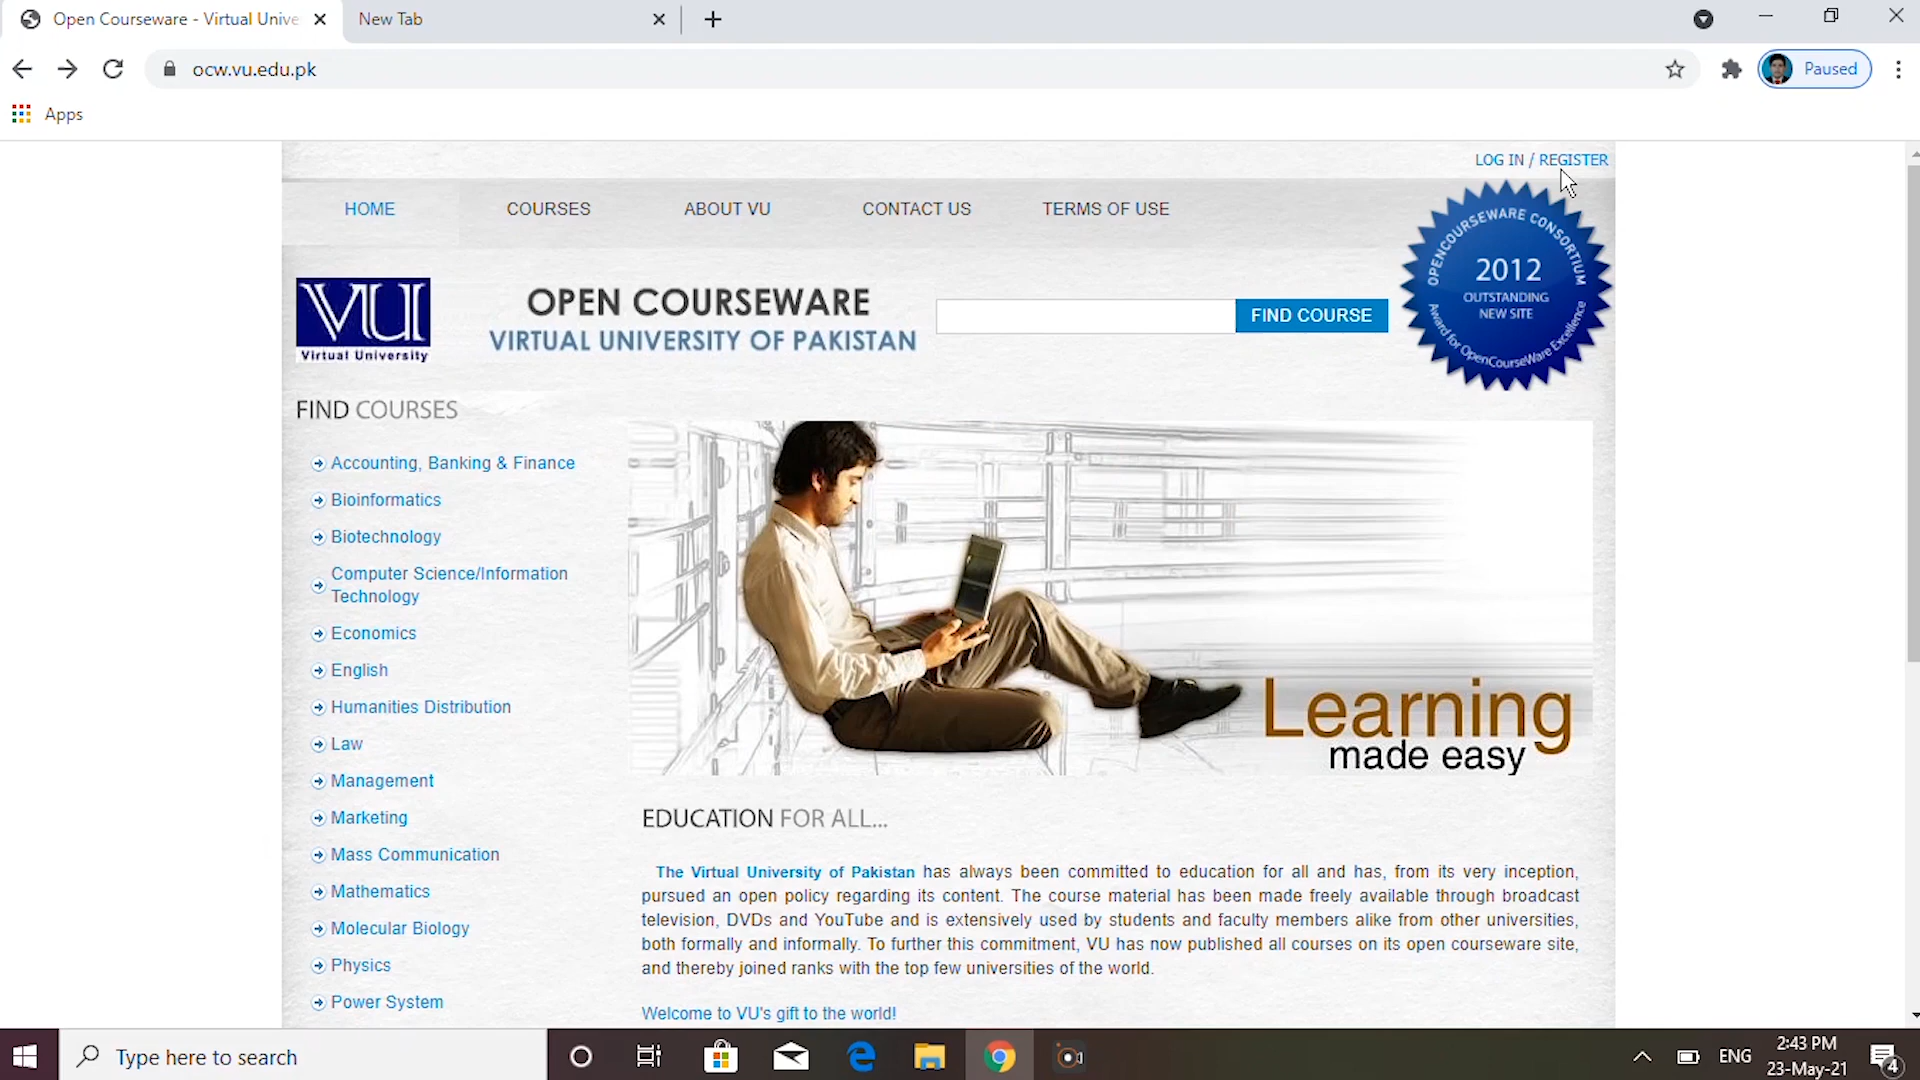 Open Courseware - Virtual Unive
New Tab
ocw.vu.edu.pk
Paused
Apps
LOG IN / REGISTER
HOME
COURSES
ABOUT VU
CONTACT US
TERMS OF USE
OPENCOURSEWARE CONSORTIUM
2012
OUTSTANDING
NEW SITE
Award for OpenCourseWare Excellence
VU
Virtual University
OPEN COURSEWARE
VIRTUAL UNIVERSITY OF PAKISTAN
FIND COURSE
FIND COURSES
Accounting, Banking & Finance
Bioinformatics
Biotechnology
Computer Science/Information
Technology
Economics
English
Humanities Distribution
Law
Management
Marketing
Mass Communication
Mathematics
Molecular Biology
Physics
Power System
Learning
made easy
EDUCATION FOR ALL...
The Virtual University of Pakistan has always been committed to education for all and has, from its very inception,
pursued an open policy regarding its content. The course material has been made freely available through broadcast
television, DVDs and YouTube and is extensively used by students and faculty members alike from other universities,
both formally and informally. To further this commitment, VU has now published all courses on its open courseware site,
and thereby joined ranks with the top few universities of the world.
Welcome to VU's gift to the world!
Type here to search
ENG
2:43 PM
23-May-21
4